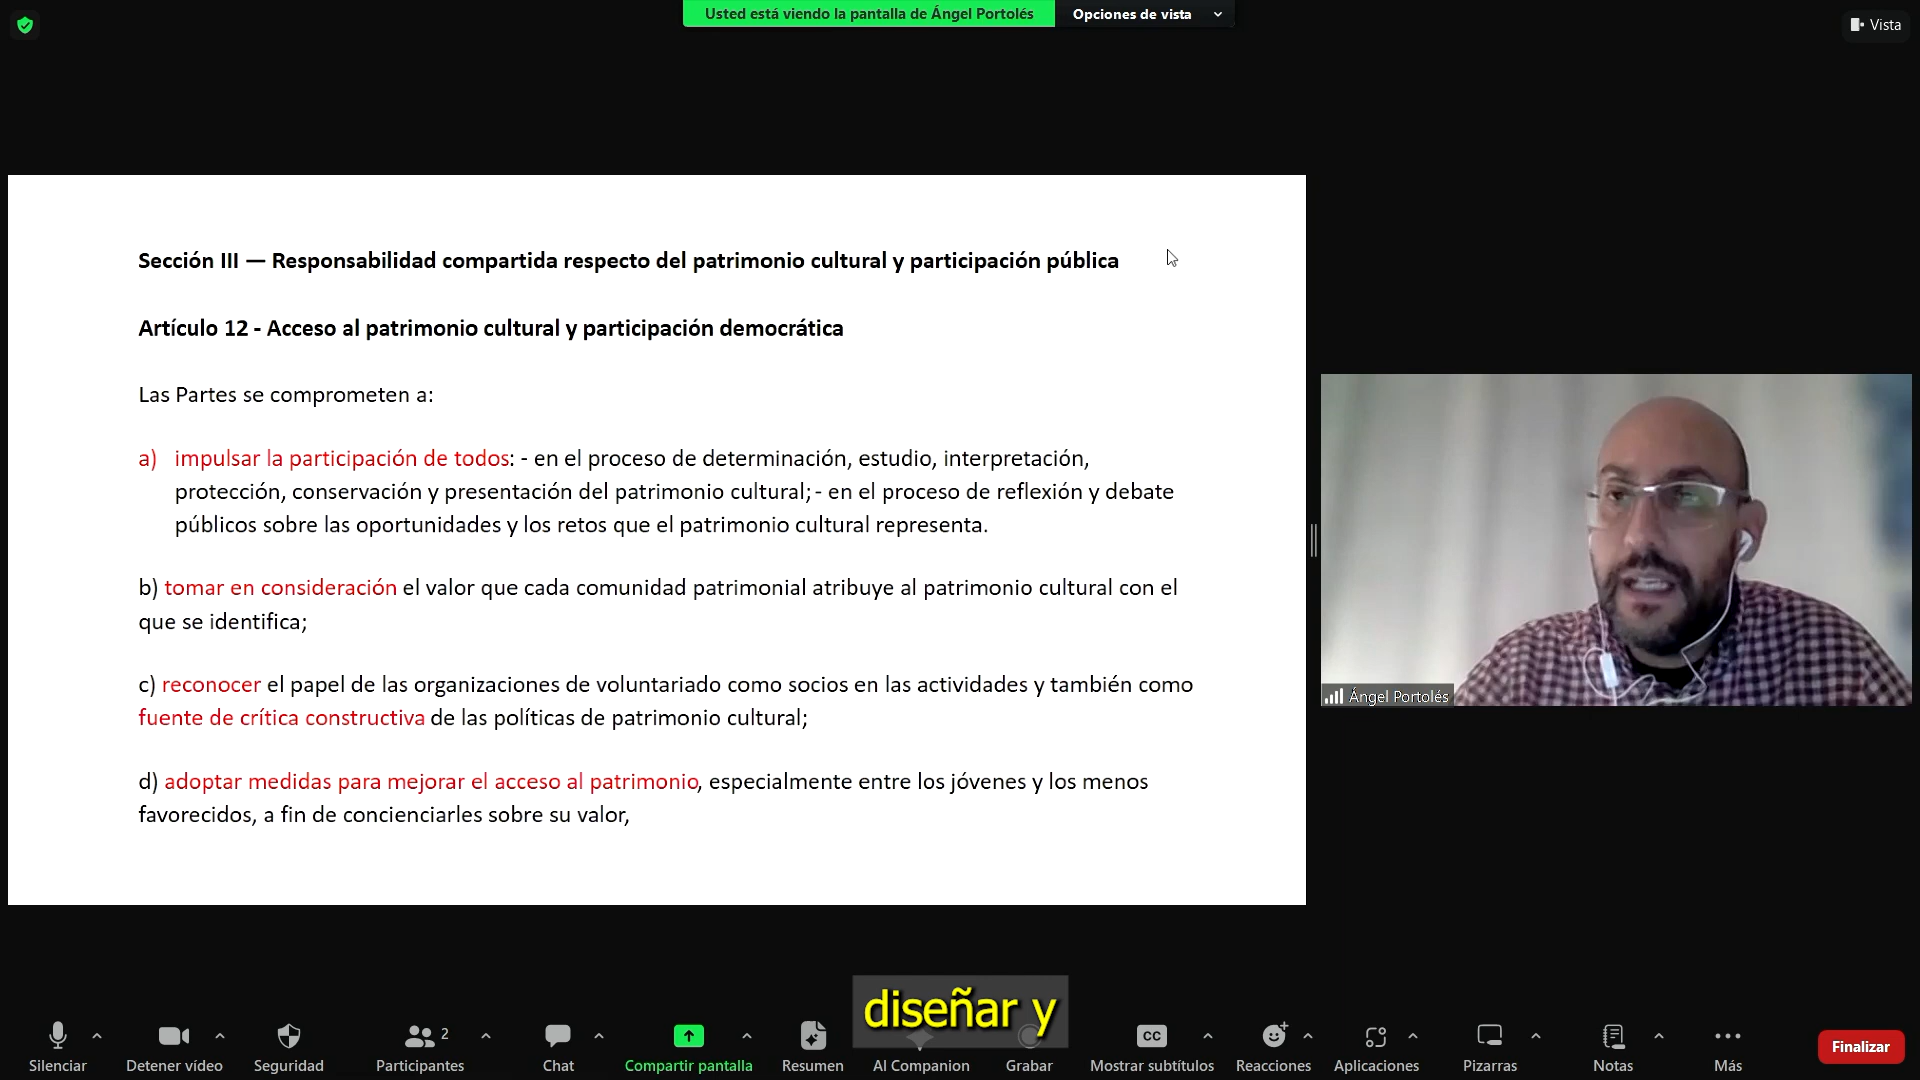 Usted está viendo la pantalla de Ángel Portolés
Opciones de vista
Vista
Sección III — Responsabilidad compartida respecto del patrimonio cultural y participación pública
Artículo 12 - Acceso al patrimonio cultural y participación democrática
Las Partes se comprometen a:
a) impulsar la participación de todos: - en el proceso de determinación, estudio, interpretación,
protección, conservación y presentación del patrimonio cultural; - en el proceso de reflexión y debate
públicos sobre las oportunidades y los retos que el patrimonio cultural representa.
b) tomar en consideración el valor que cada comunidad patrimonial atribuye al patrimonio cultural con el
que se identifica;
c) reconocer el papel de las organizaciones de voluntariado como socios en las actividades y también como
fuente de crítica constructiva de las políticas de patrimonio cultural;
d) adoptar medidas para mejorar el acceso al patrimonio, especialmente entre los jóvenes y los menos
favorecidos, a fin de concienciarles sobre su valor,
Ángel Portolés
diseñar y
2
CC
Silenciar
Detener vídeo
Seguridad
Participantes
Chat
Compartir pantalla
Resumen
AI Companion
Grabar
Mostrar subtítulos
Reacciones
Aplicaciones
Pizarras
Notas
Más
Finalizar